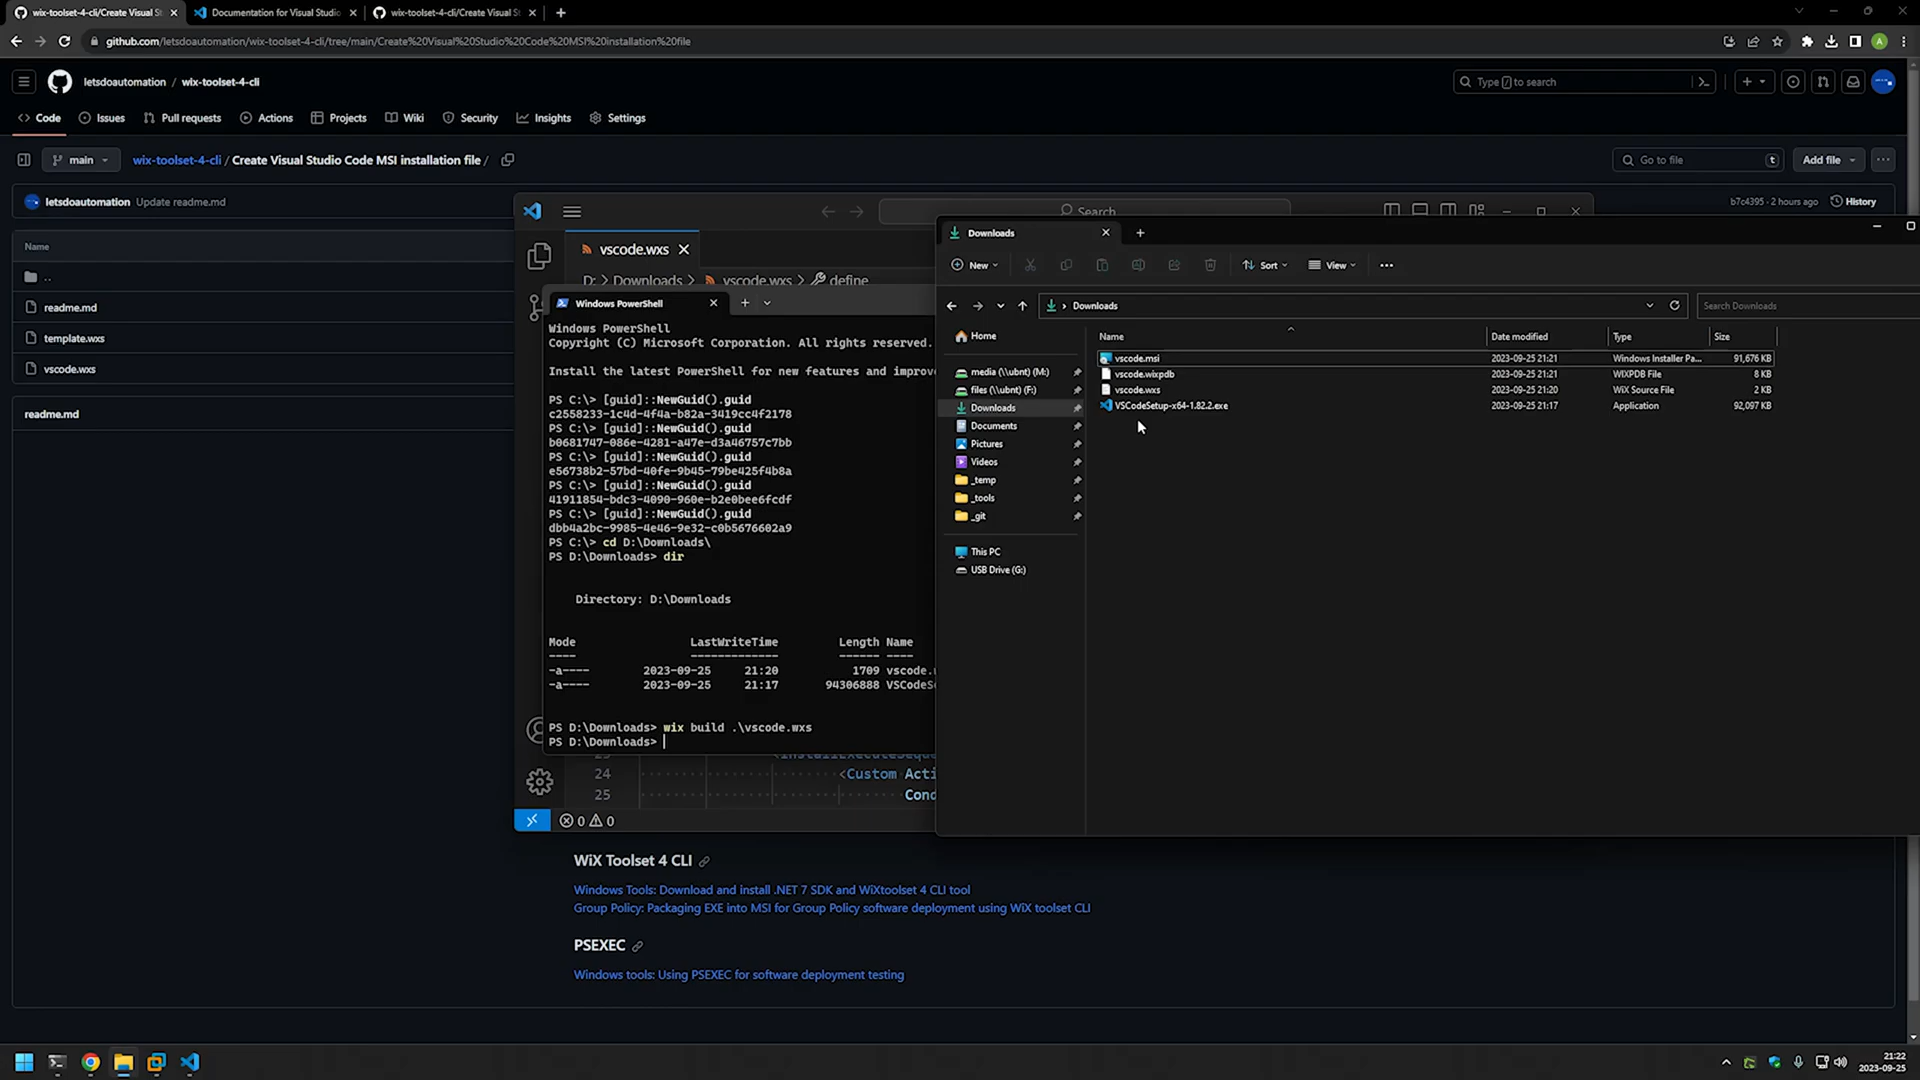 wix-toolset-4-cli/Create Visual S
Documentation for Visual Studio
wix-toolset-4-cli/Create Visual St
github.com/letsdoautomation/wix-toolset-4-cli/tree/main/Create%20Visual%20Studio%20Code%20MSI%20installation%20file
letsdoautomation / wix-toolset-4-cli
Type / to search
Code
Issues
Pull requests
Actions
Projects
Wiki
Security
Insights
Settings
main
wix-toolset-4-cli / Create Visual Studio Code MSI installation file /
Go to file
t
Add file
letsdoautomation Update readme.md
b7c4395 · 2 hours ago
History
Name
..
readme.md
template.wxs
vscode.wxs
readme.md
Search
vscode.wxs
D: > Downloads > vscode.wxs > define
Windows PowerShell
Windows PowerShell
Copyright (C) Microsoft Corporation. All rights reserved.
Install the latest PowerShell for new features and improve
PS C:\> [guid]::NewGuid().guid
c2558233-1c4d-4f4a-b82a-3419cc4f2178
PS C:\> [guid]::NewGuid().guid
b0681747-086e-4281-a47e-d3a46757c7bb
PS C:\> [guid]::NewGuid().guid
e56738b2-57bd-40fe-9b45-79be425f4b8a
PS C:\> [guid]::NewGuid().guid
41911854-bdc3-4090-960e-b2e0bee6fcdf
PS C:\> [guid]::NewGuid().guid
dbb4a2bc-9985-4e46-9e32-c0b5676602a9
PS C:\> cd D:\Downloads\
PS D:\Downloads> dir
Directory: D:\Downloads
Mode LastWriteTime Length Name
---- ------------- ------ ----
-a---- 2023-09-25 21:20 1709 vscode.w
-a---- 2023-09-25 21:17 94306888 VSCodeSe
PS D:\Downloads> wix build .\vscode.wxs
PS D:\Downloads>
24 <Custom Acti
25 Cond
0 0
Downloads
New
Sort
View
Downloads
Search Downloads
Home
media (\\ubnt) (M:)
files (\\ubnt) (F:)
Downloads
Documents
Pictures
Videos
_temp
_tools
_git
This PC
USB Drive (G:)
Name Date modified Type Size
vscode.msi 2023-09-25 21:21 Windows Installer Pa... 91,676 KB
vscode.wixpdb 2023-09-25 21:21 WIXPDB File 8 KB
vscode.wxs 2023-09-25 21:20 WiX Source File 2 KB
VSCodeSetup-x64-1.82.2.exe 2023-09-25 21:17 Application 92,097 KB
WiX Toolset 4 CLI
Windows Tools: Download and install .NET 7 SDK and WiXtoolset 4 CLI tool
Group Policy: Packaging EXE into MSI for Group Policy software deployment using WiX toolset CLI
PSEXEC
Windows tools: Using PSEXEC for software deployment testing
21:22
2023-09-25